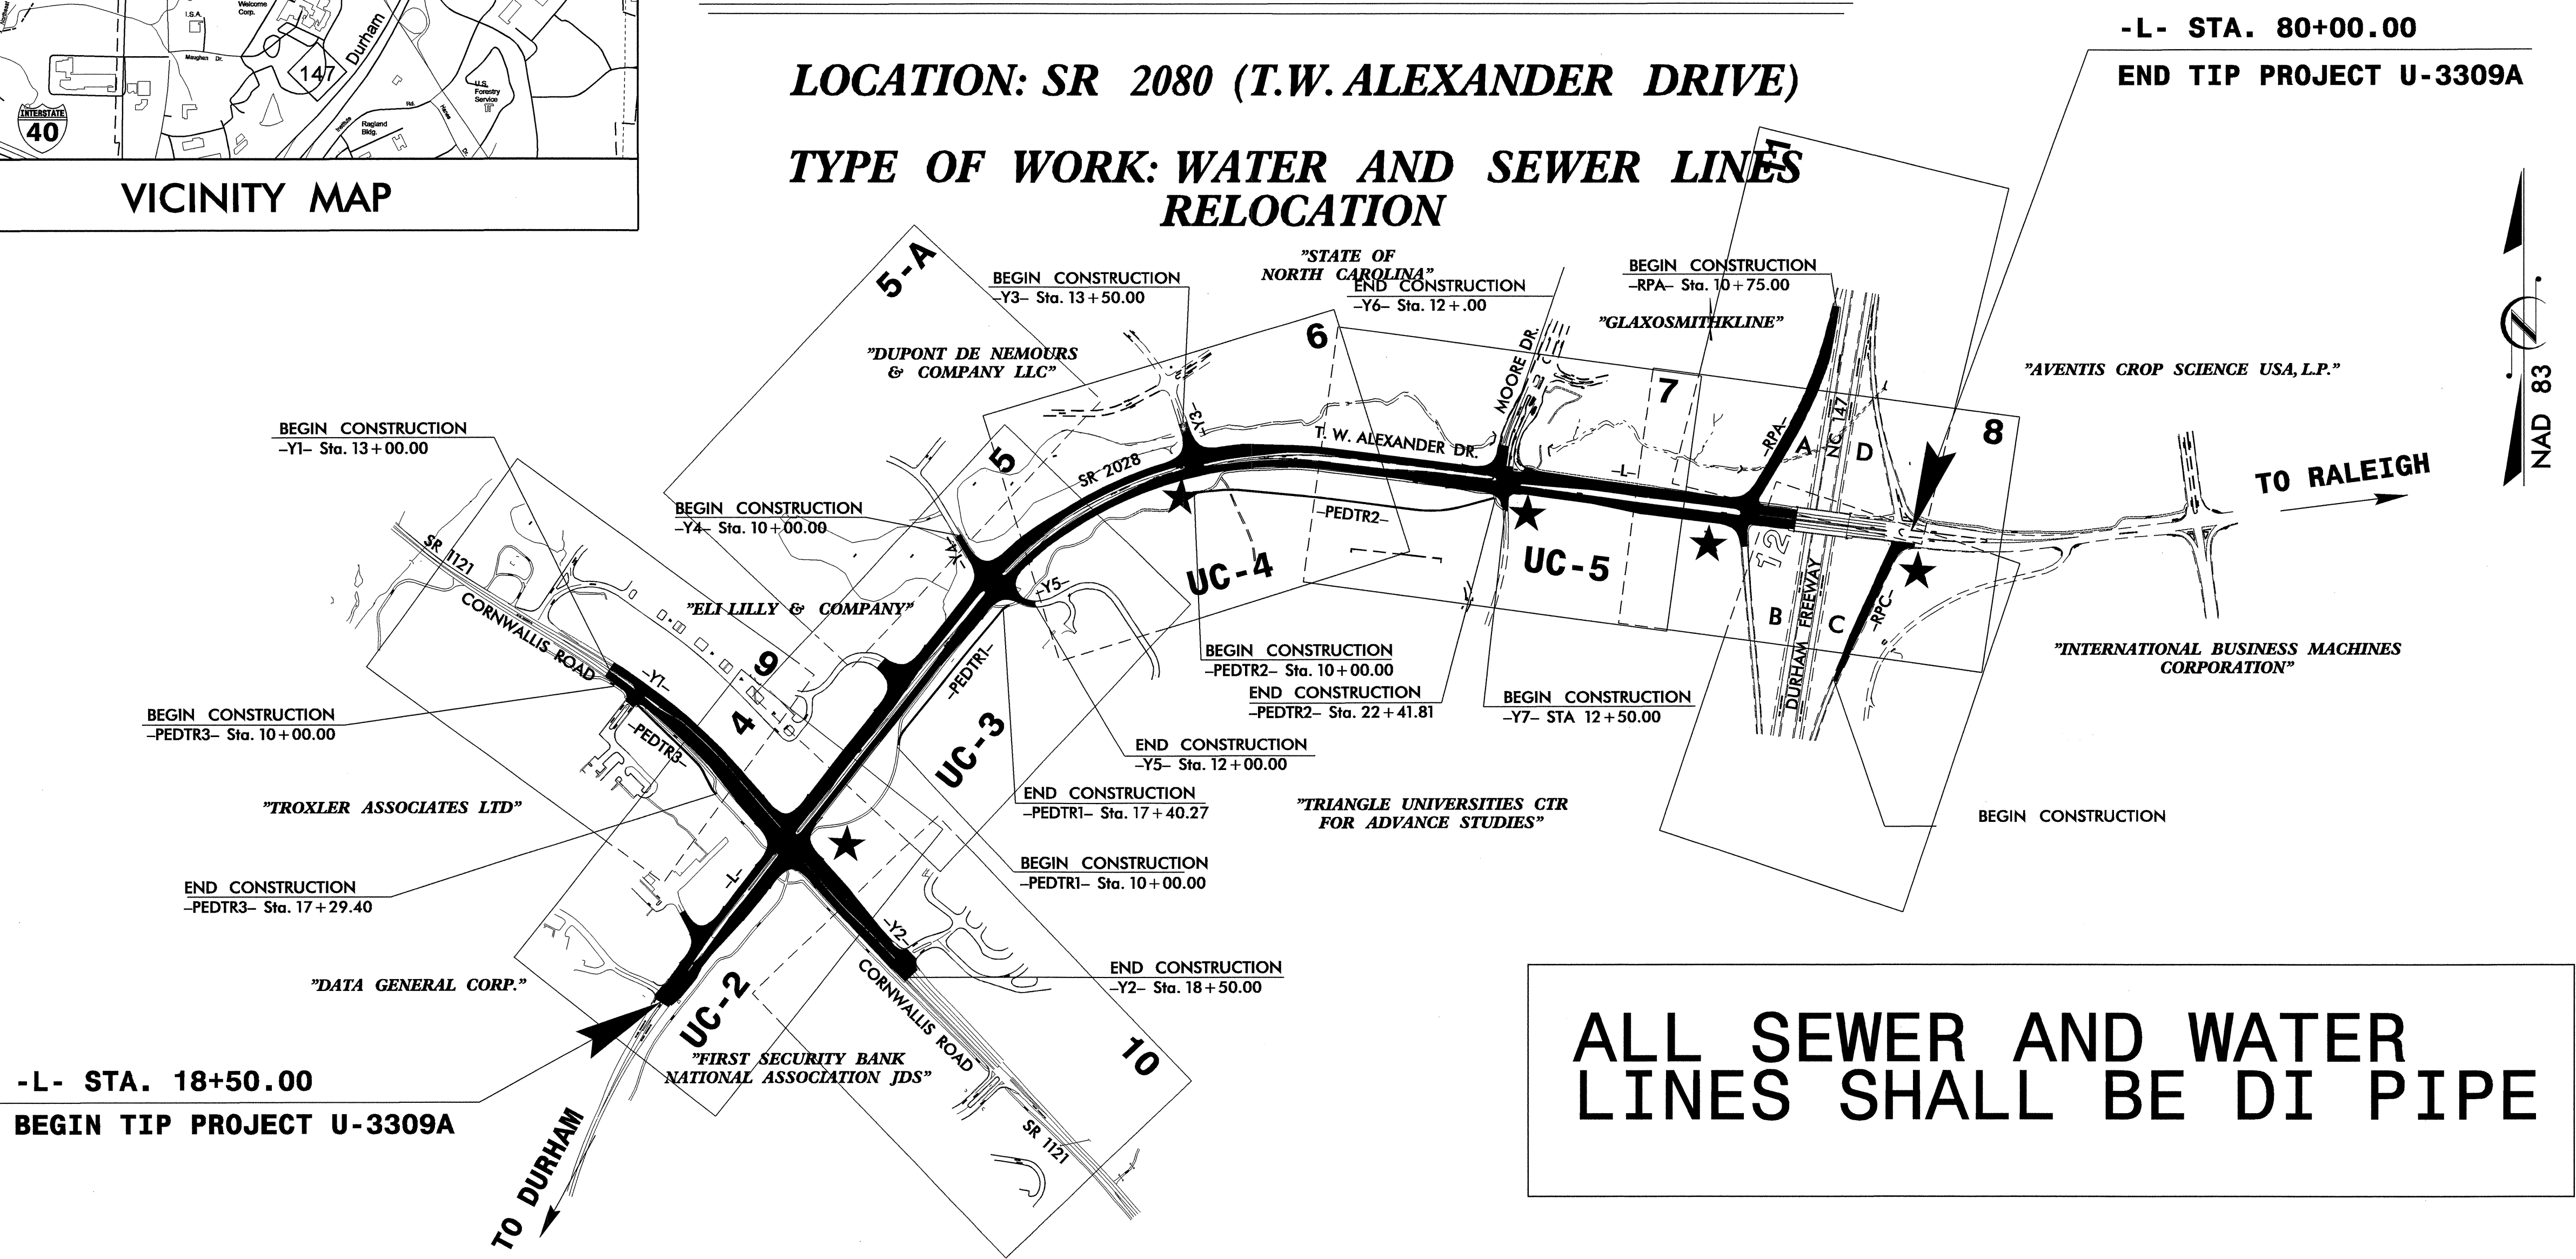 Welcome
Corp.
I.S.A.
Maughan Dr.
Durham
147
U.S.
Forestry
Service
Institute
Rd.
Ragland
Bldg.
INTERSTATE
40
VICINITY MAP
LOCATION: SR 2080 (T.W. ALEXANDER DRIVE)
TYPE OF WORK: WATER AND SEWER LINES
RELOCATION
-L- STA. 80+00.00
END TIP PROJECT U-3309A
11
5-A
BEGIN CONSTRUCTION
-Y3- Sta. 13+50.00
"STATE OF
NORTH CAROLINA"
END CONSTRUCTION
-Y6- Sta. 12+.00
BEGIN CONSTRUCTION
-RPA- Sta. 10+75.00
"GLAXOSMITHKLINE"
"DUPONT DE NEMOURS
& COMPANY LLC"
6
MOORE DR.
7
8
"AVENTIS CROP SCIENCE USA, L.P."
NAD 83
TO RALEIGH
BEGIN CONSTRUCTION
-Y1- Sta. 13+00.00
-Y3-
T. W. ALEXANDER DR.
SR 2028
5
-L-
-RPA-
A
NC 147
D
BEGIN CONSTRUCTION
-Y4- Sta. 10+00.00
-Y4-
-PEDTR2-
UC-4
UC-5
12
-Y5-
SR 1121
CORNWALLIS ROAD
"ELI LILLY & COMPANY"
B
DURHAM FREEWAY
C
-RPC-
"INTERNATIONAL BUSINESS MACHINES
CORPORATION"
BEGIN CONSTRUCTION
-PEDTR2- Sta. 10+00.00
END CONSTRUCTION
-PEDTR2- Sta. 22+41.81
BEGIN CONSTRUCTION
-Y7- STA 12+50.00
-Y1-
9
4
-PEDTR1-
BEGIN CONSTRUCTION
-PEDTR3- Sta. 10+00.00
-PEDTR3-
UC-3
END CONSTRUCTION
-Y5- Sta. 12+00.00
END CONSTRUCTION
-PEDTR1- Sta. 17+40.27
"TROXLER ASSOCIATES LTD"
"TRIANGLE UNIVERSITIES CTR
FOR ADVANCE STUDIES"
BEGIN CONSTRUCTION
BEGIN CONSTRUCTION
-PEDTR1- Sta. 10+00.00
END CONSTRUCTION
-PEDTR3- Sta. 17+29.40
-L-
-Y2-
"DATA GENERAL CORP."
END CONSTRUCTION
-Y2- Sta. 18+50.00
CORNWALLIS ROAD
UC-2
"FIRST SECURITY BANK
NATIONAL ASSOCIATION JDS"
10
SR 1121
-L- STA. 18+50.00
BEGIN TIP PROJECT U-3309A
TO DURHAM
ALL SEWER AND WATER
LINES SHALL BE DI PIPE